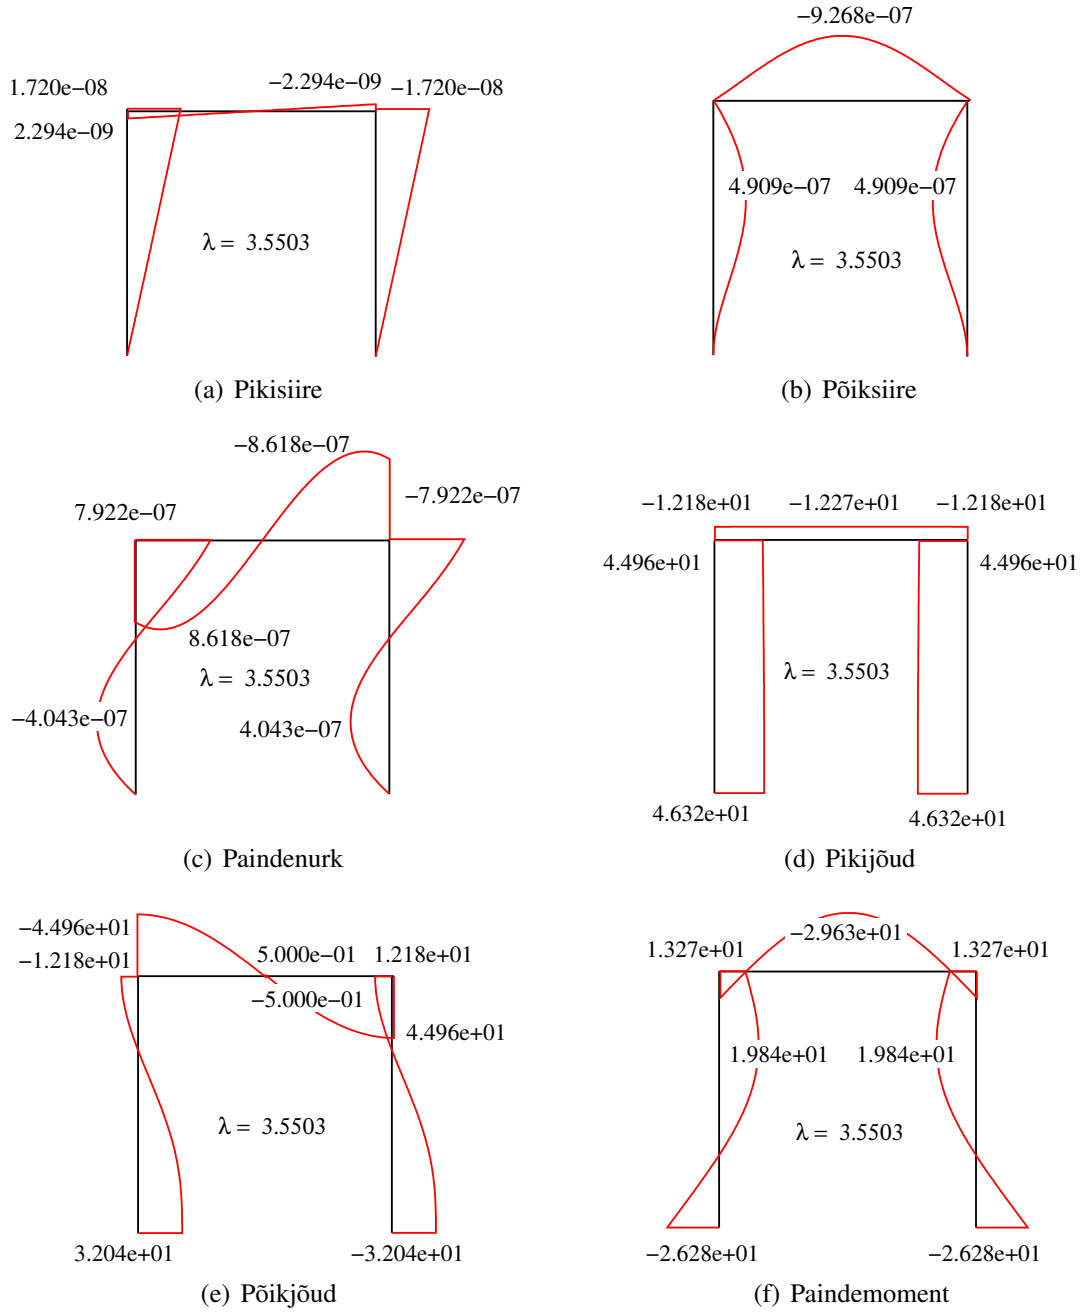 1.720e−08
−2.294e−09
−1.720e−08
2.294e−09
λ = 3.5503
(a) Pikisiire
−9.268e−07
4.909e−07
4.909e−07
λ = 3.5503
(b) Põiksiire
−8.618e−07
7.922e−07
−7.922e−07
8.618e−07
λ = 3.5503
−4.043e−07
4.043e−07
(c) Paindenurk
−1.218e+01
−1.227e+01
−1.218e+01
4.496e+01
4.496e+01
λ = 3.5503
4.632e+01
4.632e+01
(d) Pikijõud
−4.496e+01
−1.218e+01
5.000e−01
1.218e+01
−5.000e−01
4.496e+01
λ = 3.5503
3.204e+01
−3.204e+01
(e) Põikjõud
1.327e+01
−2.963e+01
1.327e+01
1.984e+01
1.984e+01
λ = 3.5503
−2.628e+01
−2.628e+01
(f) Paindemoment